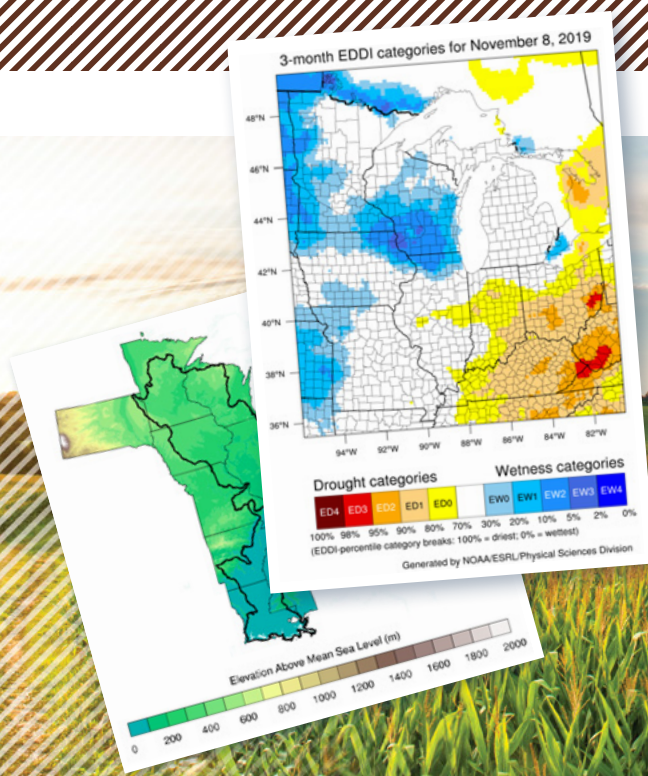 3-month EDDI categories for November 8, 2019
48°N
46°N
44°N
42°N
40°N
38°N
36°N
94°W 92°W 90°W 88°W 86°W 84°W 82°W
Drought categories Wetness categories
ED4 ED3 ED2 ED1 ED0 EW0 EW1 EW2 EW3 EW4
100% 98% 95% 90% 80% 70% 30% 20% 10% 5% 2% 0%
(EDDI-percentile category breaks: 100% = driest; 0% = wettest)
Generated by NOAA/ESRL/Physical Sciences Division
Elevation Above Mean Sea Level (m)
0 200 400 600 800 1000 1200 1400 1600 1800 2000